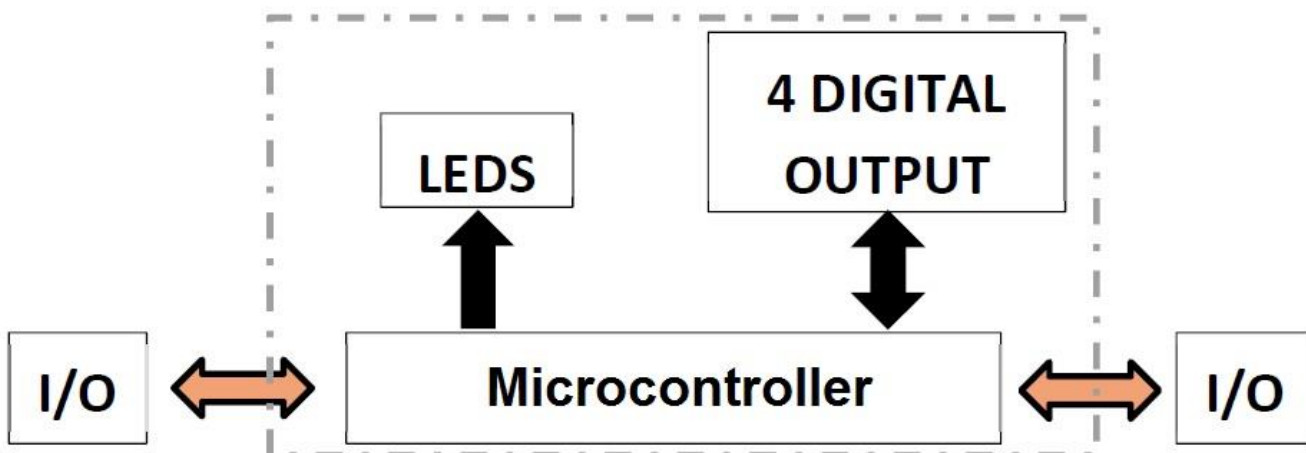 4 DIGITAL
OUTPUT
LEDS
I/O
Microcontroller
I/O